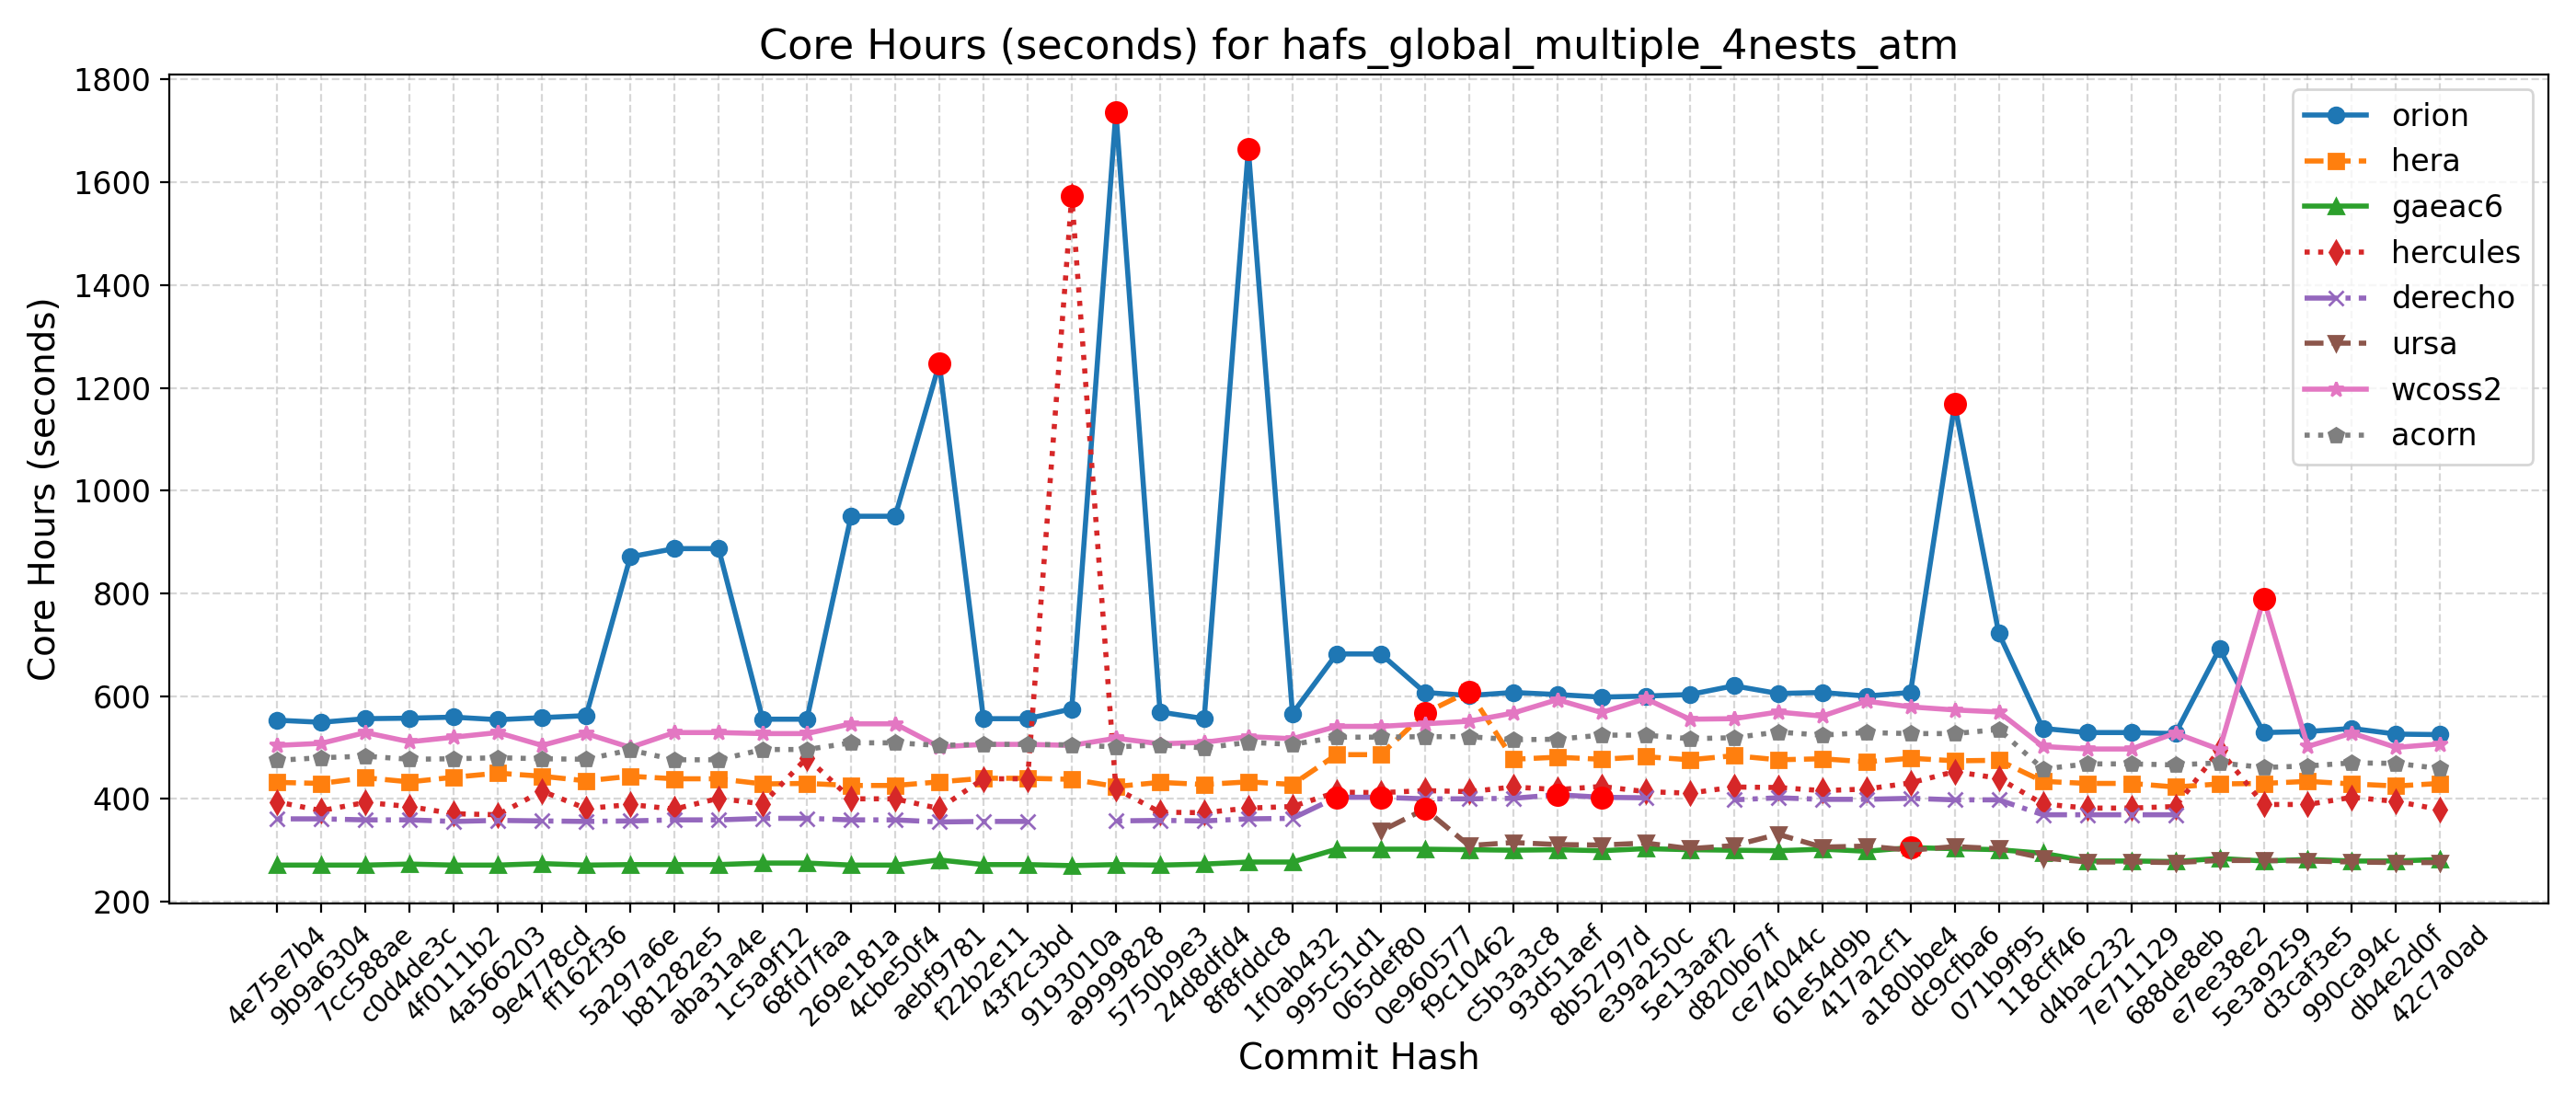 Core Hours (seconds) for hafs_global_multiple_4nests_atm
Core Hours (seconds)
1800
1600
1400
1200
1000
800
600
400
200
orion
hera
gaeac6
hercules
derecho
ursa
wcoss2
acorn
4e75e7b4
9b9a6304
7cc588ae
c0d4de3c
4f0111b2
4a566203
9e4778cd
ff162f36
5a297a6e
b81282e5
aba31a4e
1c5a9f12
68fd7faa
269e181a
4cbe50f4
aebf9781
f22b2e11
43f2c3bd
9193010a
a9999828
5750b9e3
24d8dfd4
8f8fddc8
1f0ab432
995c51d1
065def80
0e960577
f9c10462
c5b3a3c8
93d51aef
8b52797d
e39a250c
5e13aaf2
d820b67f
ce74044c
61e54d9b
417a2cf1
a180bbe4
dc9cfba6
071b9f95
118cff46
d4bac232
7e711129
688de8eb
e7ee38e2
5e3a9259
d3caf3e5
990ca94c
db4e2d0f
42c7a0ad
Commit Hash